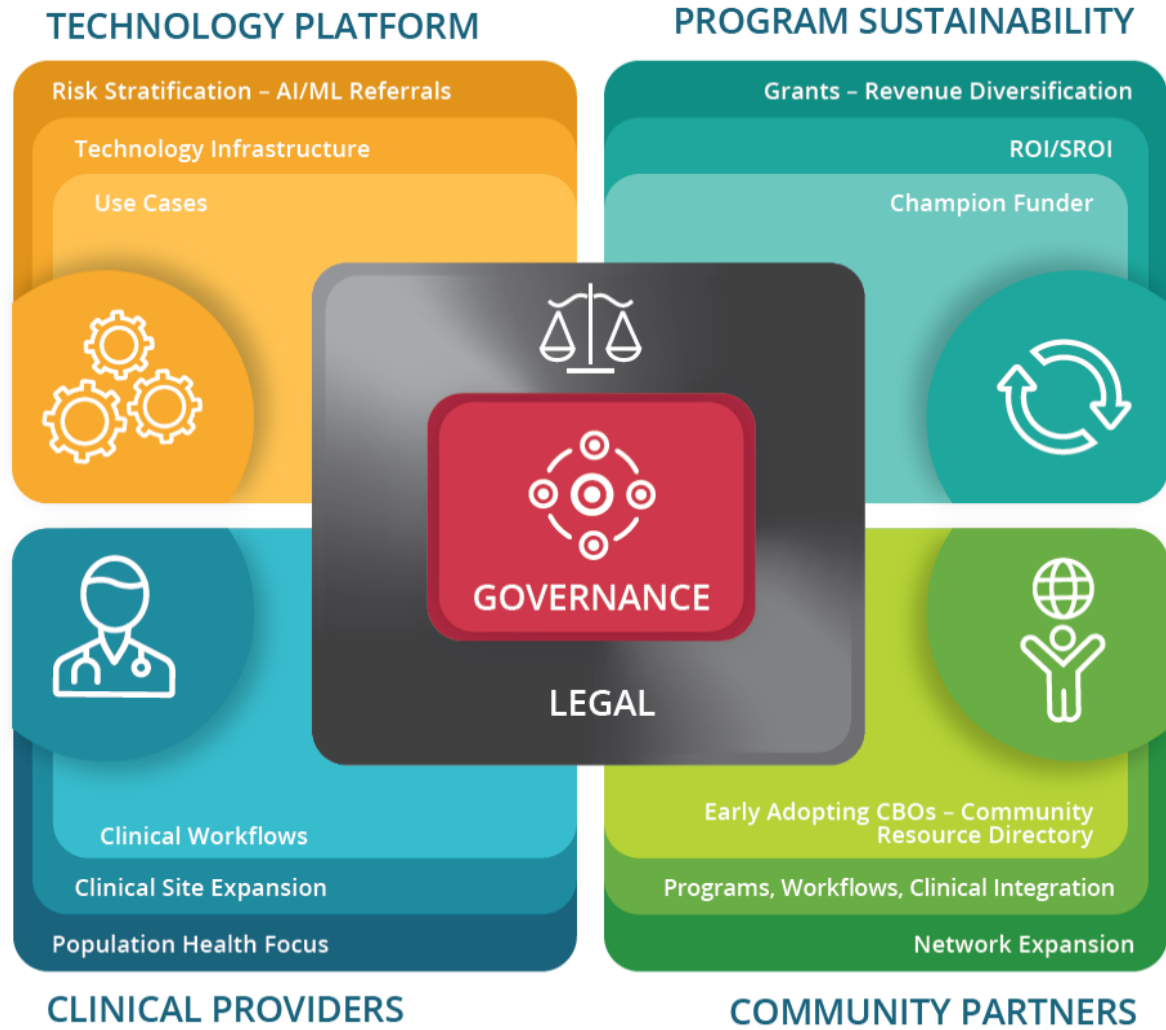 TECHNOLOGY PLATFORM
PROGRAM SUSTAINABILITY
Risk Stratification – AI/ML Referrals
Technology Infrastructure
Use Cases
Grants – Revenue Diversification
ROI/SROI
Champion Funder
GOVERNANCE
LEGAL
Clinical Workflows
Clinical Site Expansion
Population Health Focus
Early Adopting CBOs – Community
Resource Directory
Programs, Workflows, Clinical Integration
Network Expansion
CLINICAL PROVIDERS
COMMUNITY PARTNERS